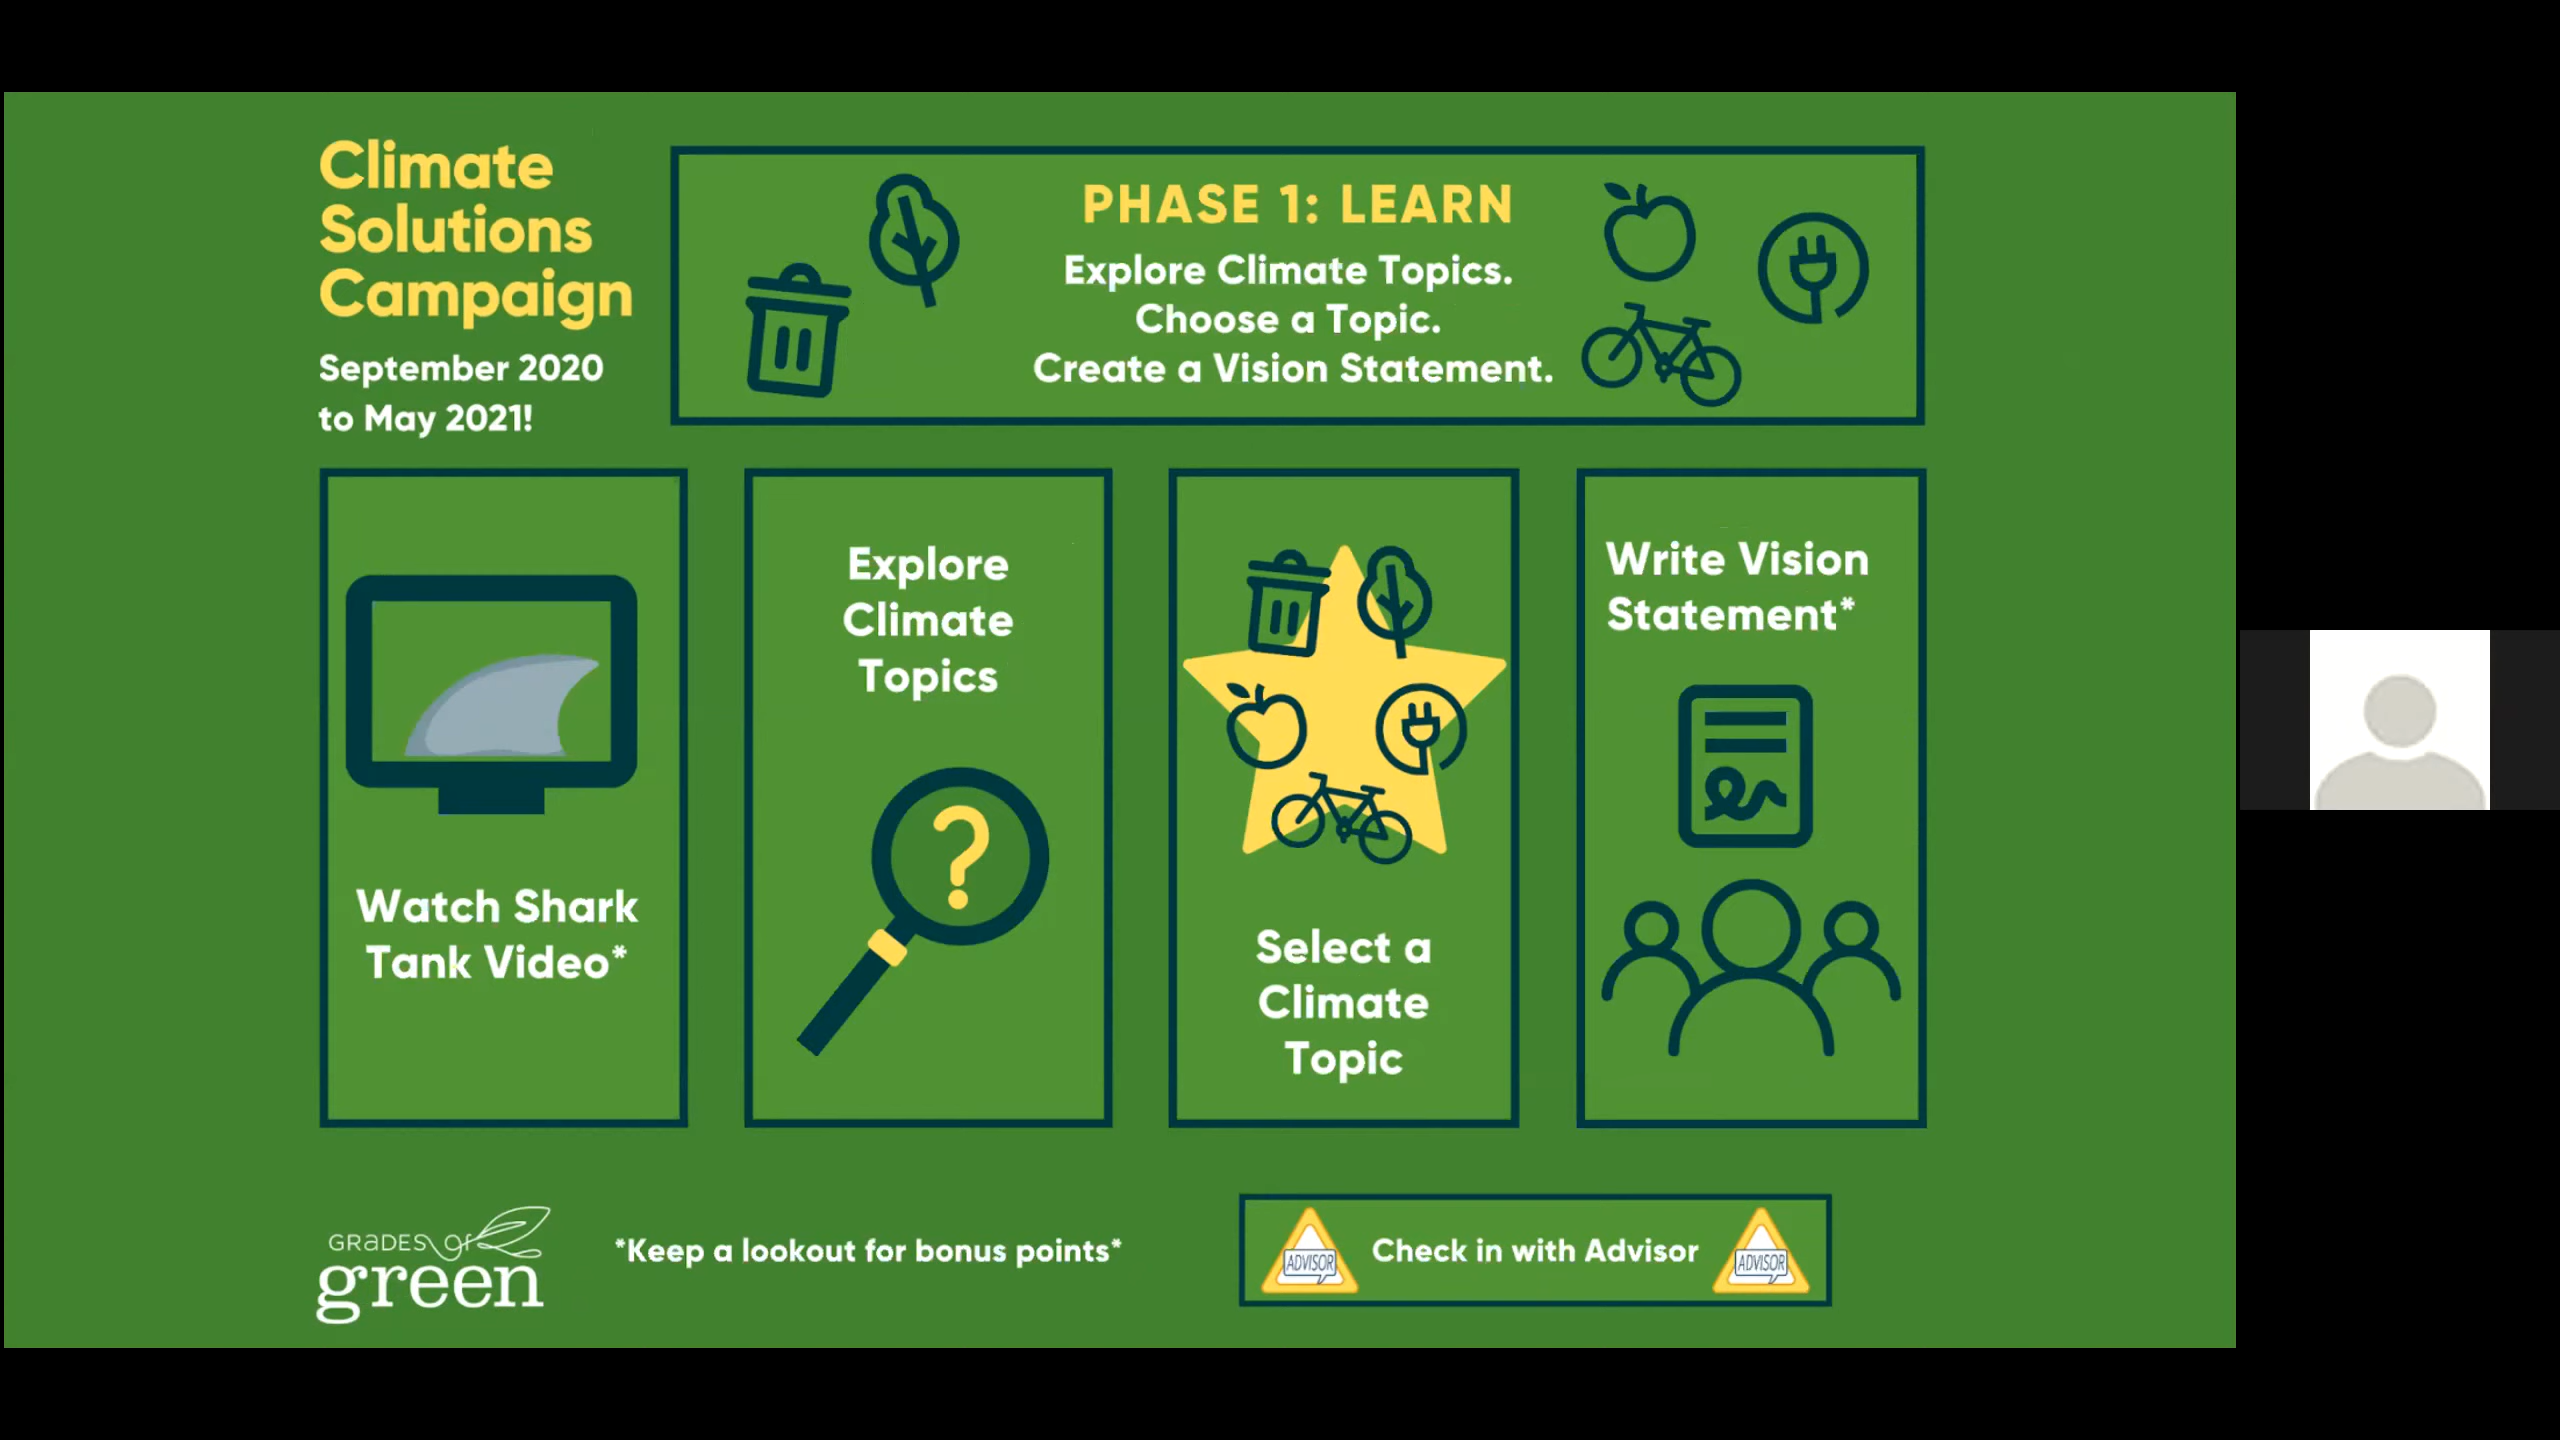 Climate
Solutions
Campaign
September 2020
to May 2021!
PHASE 1: LEARN
Explore Climate Topics.
Choose a Topic.
Create a Vision Statement.
Watch Shark
Tank Video*
Explore
Climate
Topics
?
Select a
Climate
Topic
Write Vision
Statement*
GRADES of
green
*Keep a lookout for bonus points*
ADVISOR
Check in with Advisor
ADVISOR